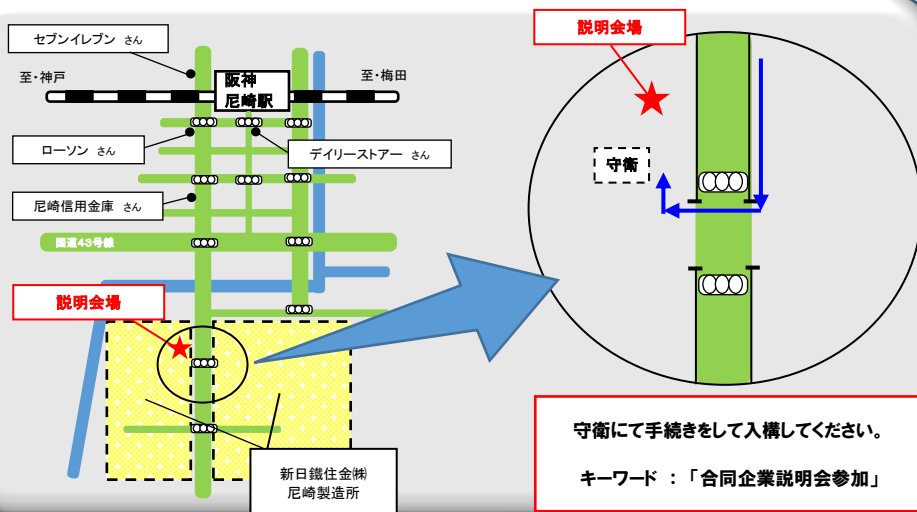 セブンイレブン さん
説明会場
至・神戸
阪神
尼崎駅
至・梅田
ローソン さん
デイリーストアー さん
守衛
尼崎信用金庫 さん
国道43号線
説明会場
新日鐵住金㈱
尼崎製造所
守衛にて手続きをして入構してください。
キーワード ： 「合同企業説明会参加」